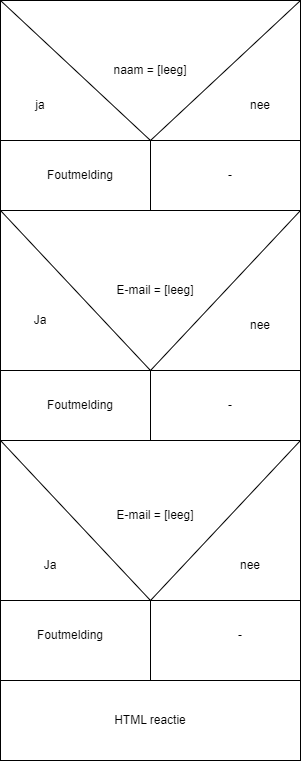 naam = [leeg]
ja
nee
Foutmelding
-
E-mail = [leeg]
Ja
nee
Foutmelding
-
E-mail = [leeg]
Ja
nee
Foutmelding
-
HTML reactie